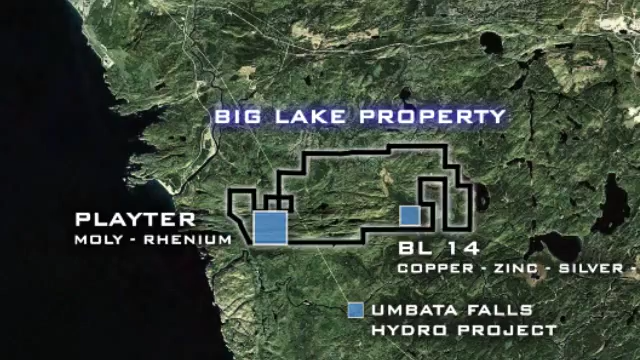 BIG LAKE PROPERTY
PLAYTER
MOLY - RHENIUM
BL 14
COPPER - ZINC - SILVER -
UMBATA FALLS
HYDRO PROJECT